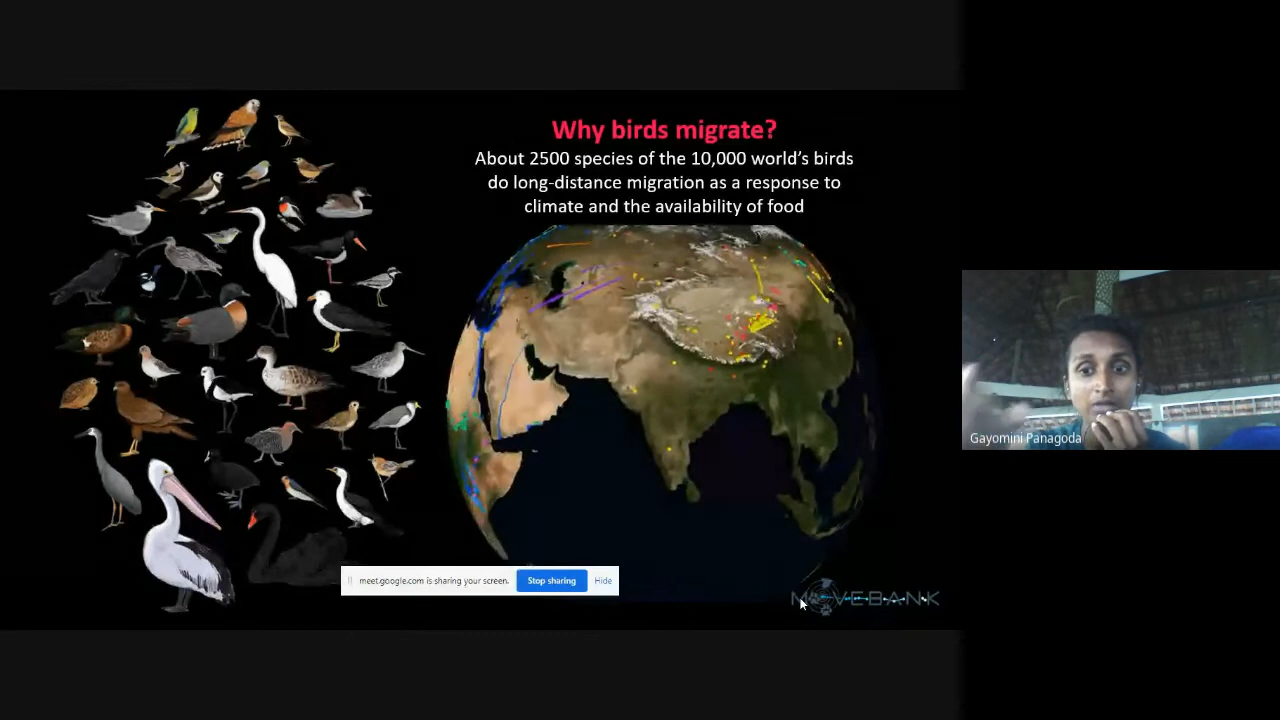 Why birds migrate?
About 2500 species of the 10,000 world's birds
do long-distance migration as a response to
climate and the availability of food
Gayomini Panagoda
meet.google.com is sharing your screen.
Stop sharing
Hide
MOVEBANK